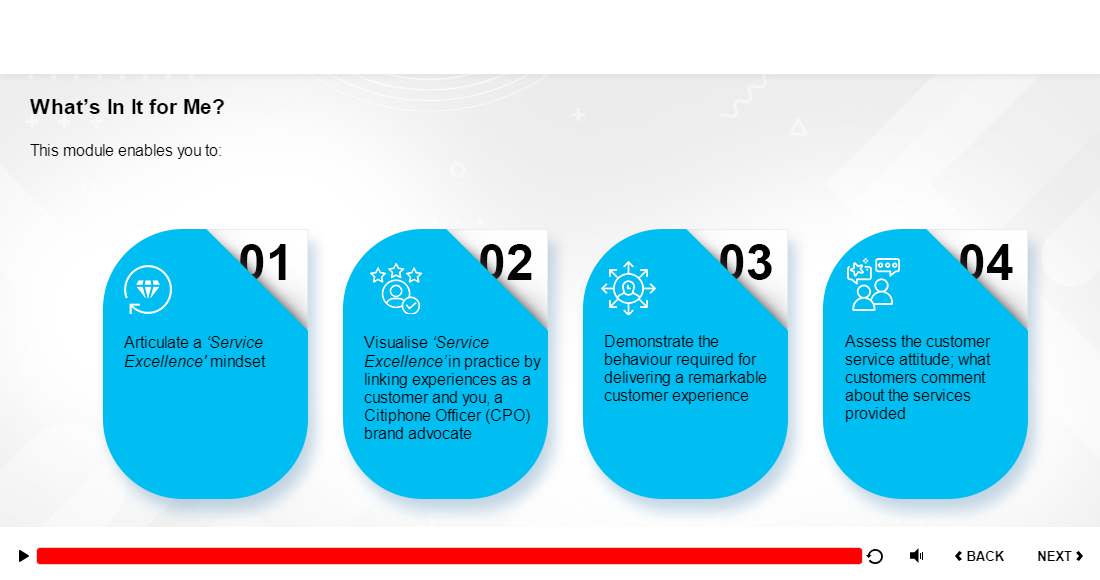 What’s In It for Me?
This module enables you to:
01
Articulate a ‘Service
Excellence’ mindset
02
Visualise ‘Service
Excellence’ in practice by
linking experiences as a
customer and you, a
Citiphone Officer (CPO)
brand advocate
03
Demonstrate the
behaviour required for
delivering a remarkable
customer experience
04
Assess the customer
service attitude; what
customers comment
about the services
provided
BACK
NEXT